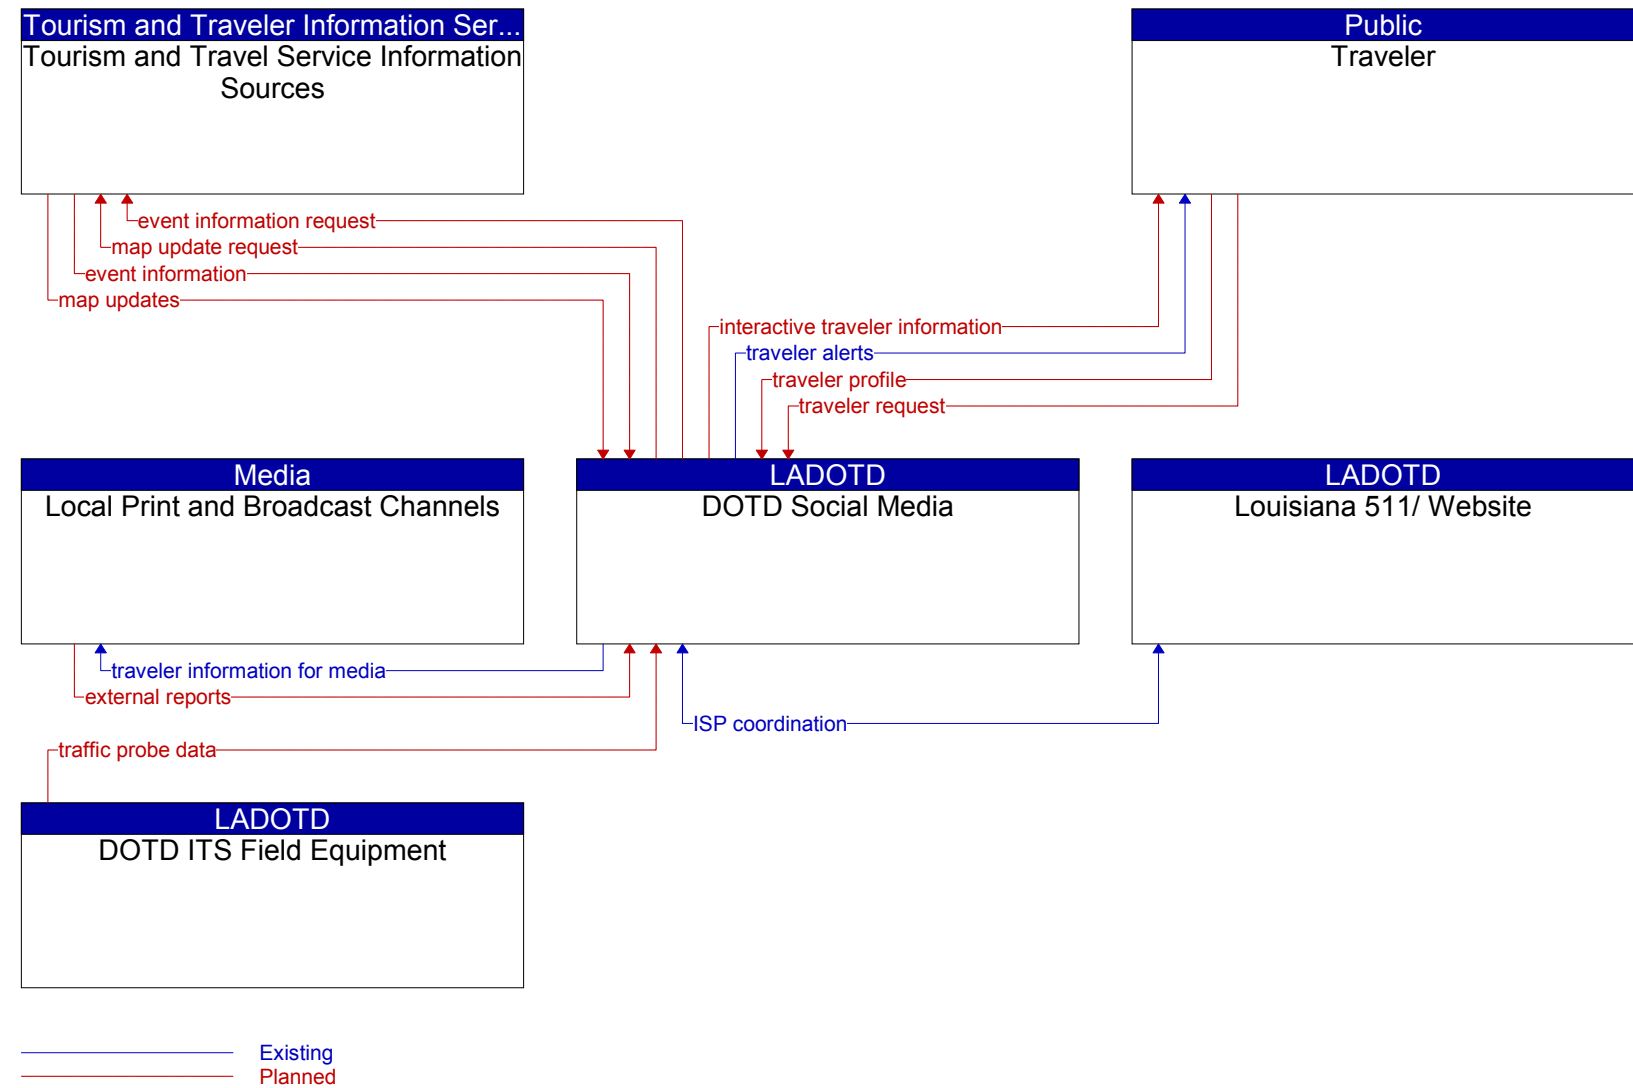 Tourism and Traveler Information Ser...
Tourism and Travel Service Information
Sources
Public
Traveler
event information request
map update request
event information
map updates
interactive traveler information
traveler alerts
traveler profile
traveler request
Media
Local Print and Broadcast Channels
LADOTD
DOTD Social Media
LADOTD
Louisiana 511/ Website
traveler information for media
external reports
ISP coordination
traffic probe data
LADOTD
DOTD ITS Field Equipment
Existing
Planned